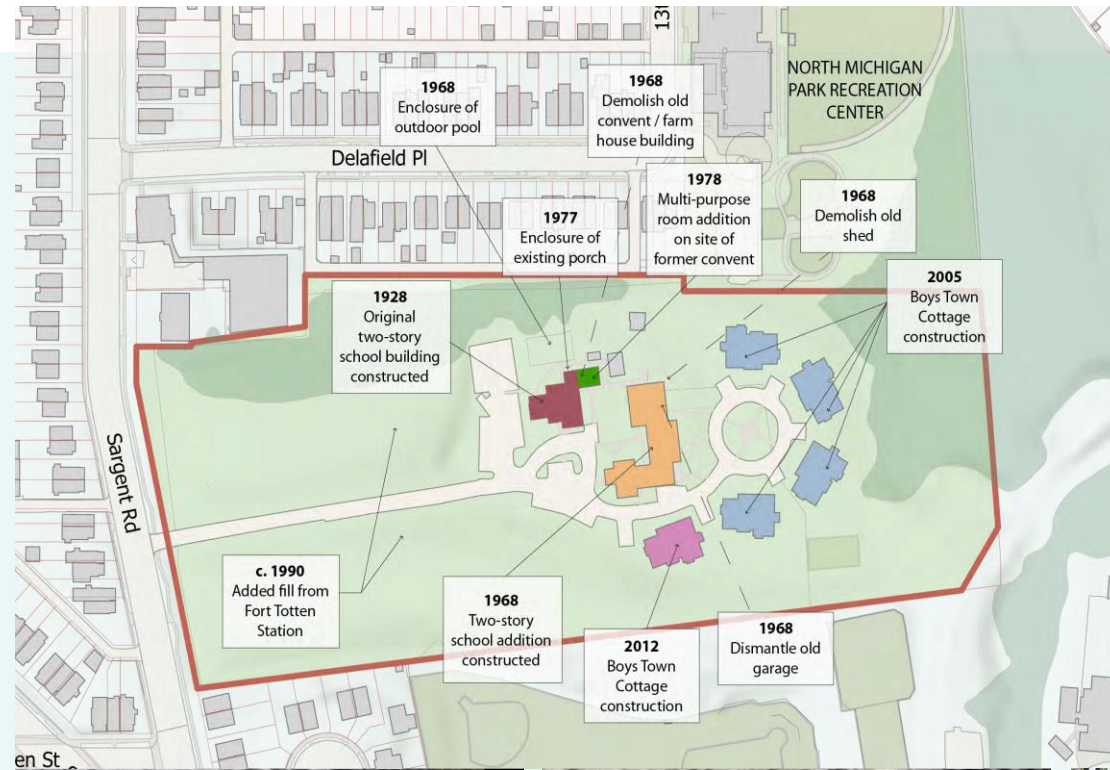 13t
NORTH MICHIGAN
PARK RECREATION
CENTER
1968
Enclosure of
outdoor pool
1968
Demolish old
convent / farm
house building
Delafield Pl
1978
Multi-purpose
room addition
on site of
former convent
1968
Demolish old
shed
1977
Enclosure of
existing porch
2005
Boys Town
Cottage
construction
1928
Original
two-story
school building
constructed
Sargent Rd
c. 1990
Added fill from
Fort Totten
Station
1968
Two-story
school addition
constructed
2012
Boys Town
Cottage
construction
1968
Dismantle old
garage
en St